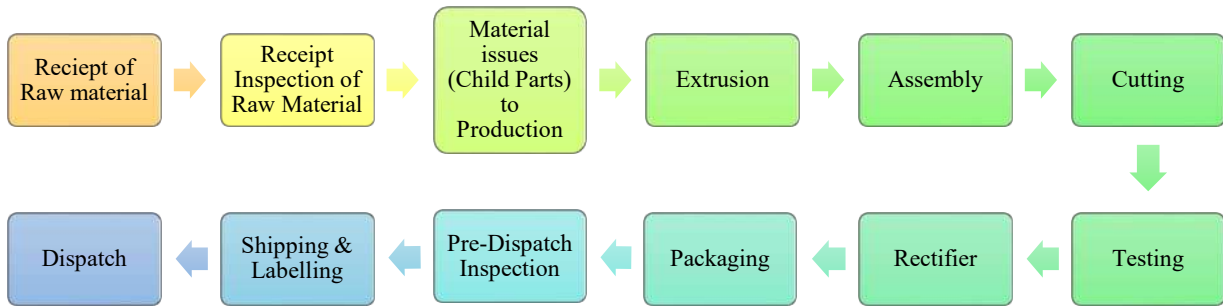 Reciept of
Raw material
Receipt
Inspection of
Raw Material
Material
issues
(Child Parts)
to
Production
Extrusion
Assembly
Cutting
Testing
Rectifier
Packaging
Pre-Dispatch
Inspection
Shipping &
Labelling
Dispatch